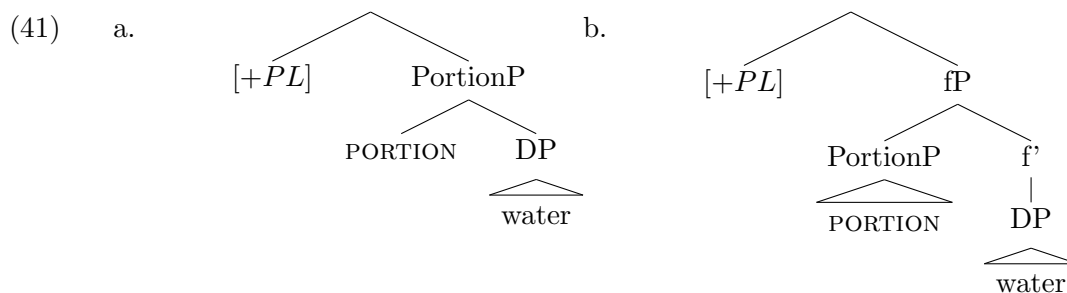 (41) a. b.
[+PL] PortionP [+PL] fP
PORTION DP PortionP f’
water PORTION DP
water